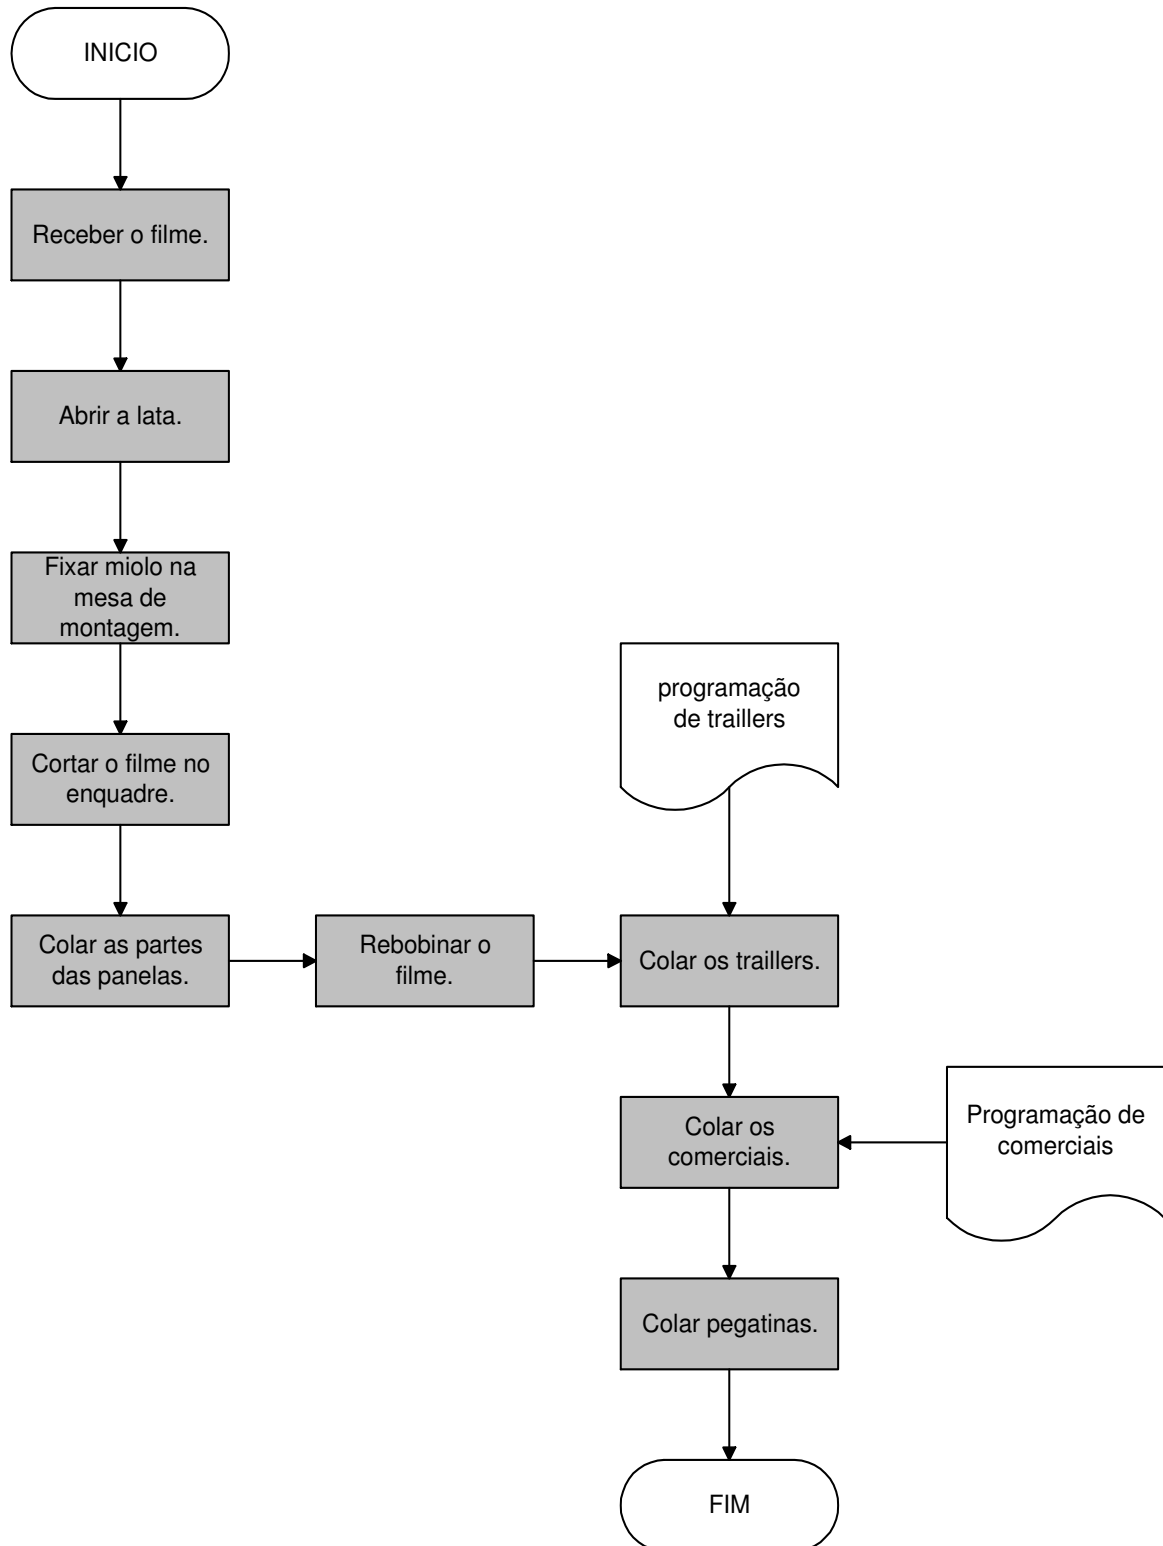 INICIO
Receber o filme.
Abrir a lata.
Fixar miolo na
mesa de
montagem.
Cortar o filme no
enquadre.
Colar as partes
das panelas.
Rebobinar o
filme.
programação
de traillers
Colar os traillers.
Colar os
comerciais.
Programação de
comerciais
Colar pegatinas.
FIM